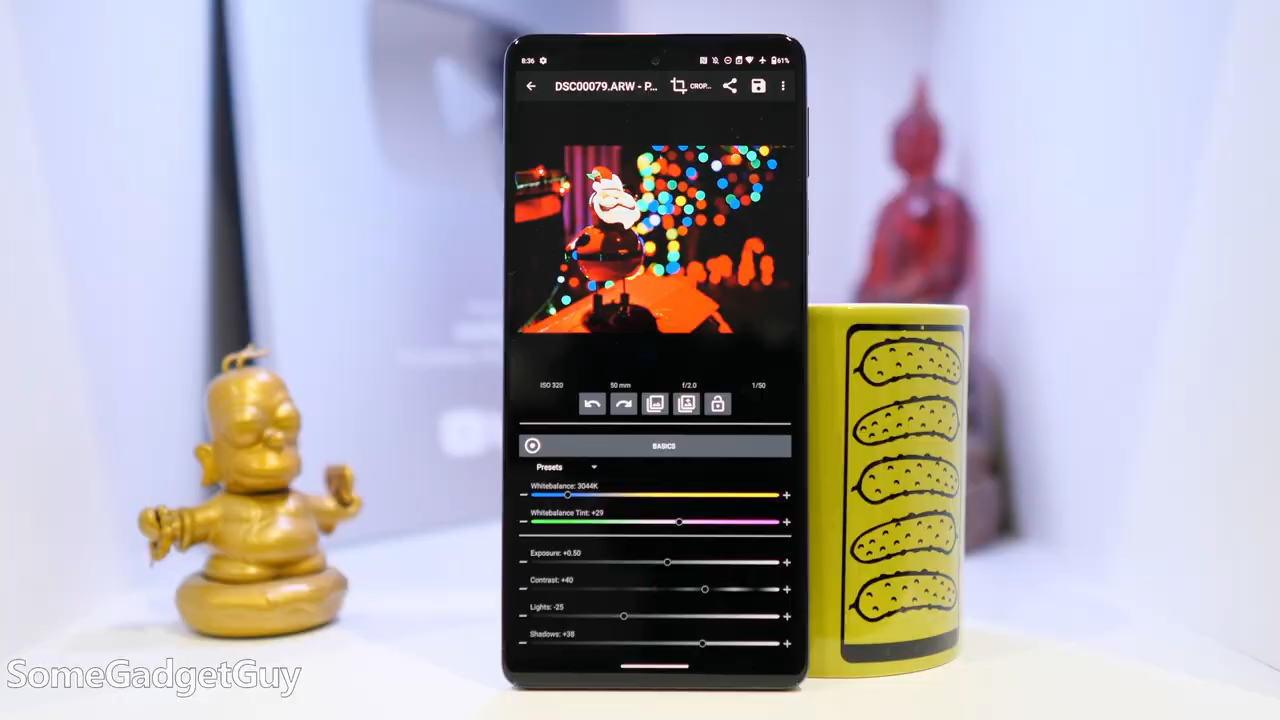 8:36
61%
DSC00079.ARW - P...
CROP...
ISO 320
50 mm
f/2.0
1/50
BASICS
Presets
Whitebalance: 3044K
Whitebalance Tint: +29
Exposure: +0.50
Contrast: +40
Lights: -25
Shadows: +38
SomeGadgetGuy